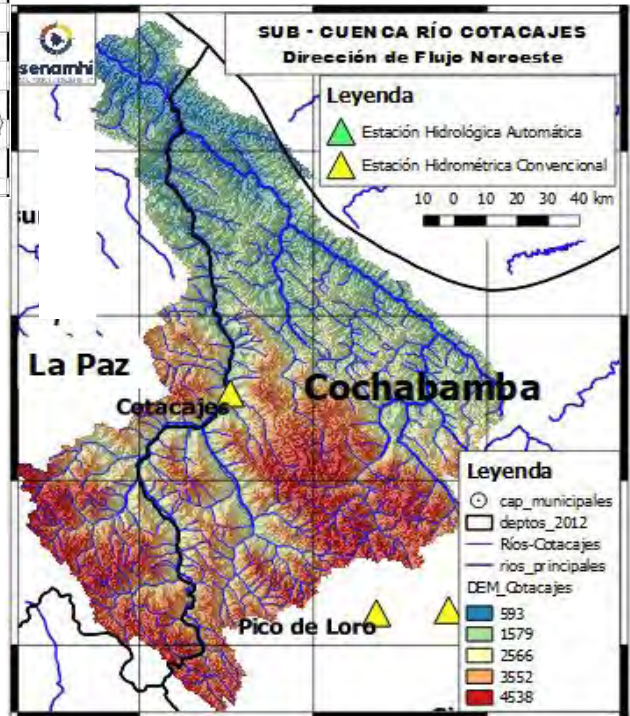 senamhi
SUB - CUENCA RÍO COTACAJES
Dirección de Flujo Noroeste
Leyenda
Estación Hidrológica Automática
Estación Hidrométrica Convencional
10 0 10 20 30 40 km
La Paz
Cochabamba
Cotacajes
Pico de Loro
Leyenda
cap_municipales
deptos_2012
Ríos-Cotacajes
rios_principales
DEM_Cotacajes
593
1579
2566
3552
4538